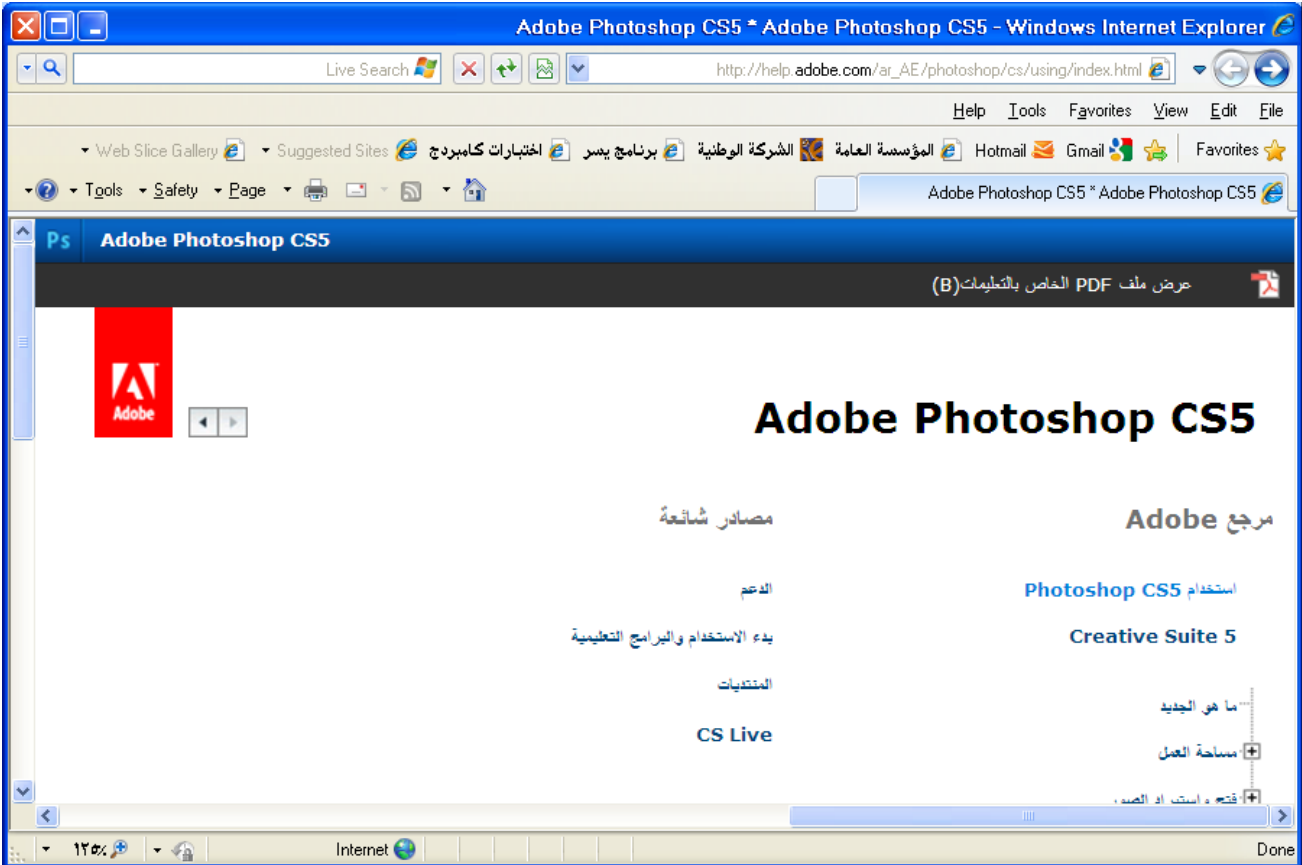 Adobe Photoshop CS5 * Adobe Photoshop CS5 - Windows Internet Explorer
http://help.adobe.com/ar_AE/photoshop/cs/using/index.html
Live Search
File Edit View Favorites Tools Help
Favorites Gmail Hotmail المؤسسة العامة الشركة الوطنية برنامج يسر اختبارات كامبردج Suggested Sites Web Slice Gallery
Adobe Photoshop CS5 * Adobe Photoshop CS5
Page Safety Tools
Ps Adobe Photoshop CS5
عرض ملف PDF الخاص بالتعليمات(B)
Adobe
Adobe Photoshop CS5
مرجع Adobe
استخدام Photoshop CS5
Creative Suite 5
ما هو الجديد
مساحة العمل
فتح واستيراد الصور
مصادر شائعة
الدعم
بدء الاستخدام والبرامج التعليمية
المنتديات
CS Live
Done
Internet
١٢٥٪